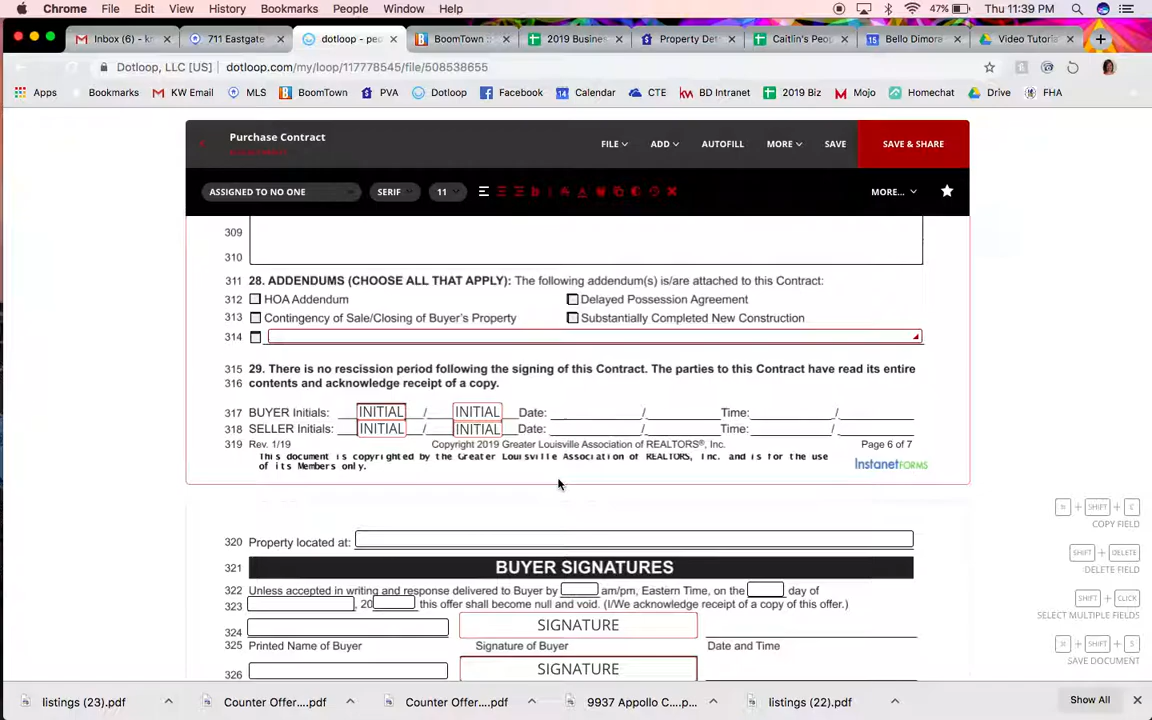 Chrome File Edit View History Bookmarks People Window Help 47% Thu 11:39 PM
Inbox (6) - kr 711 Eastgate dotloop - peo BoomTown 2019 Busine Property Det Caitlin's Peop Bello Dimora Video Tutoria
Dotloop, LLC [US] dotloop.com/my/loop/117778545/file/508538655
Apps Bookmarks KW Email MLS BoomTown PVA Dotloop Facebook Calendar CTE BD Intranet 2019 Biz Mojo Homechat Drive FHA
Purchase Contract
FILE ADD AUTOFILL MORE SAVE SAVE & SHARE
ASSIGNED TO NO ONE SERIF 11 MORE...
309
310
311 28. ADDENDUMS (CHOOSE ALL THAT APPLY): The following addendum(s) is/are attached to this Contract:
312 HOA Addendum Delayed Possession Agreement
313 Contingency of Sale/Closing of Buyer's Property Substantially Completed New Construction
314
315 29. There is no rescission period following the signing of this Contract. The parties to this Contract have read its entire
316 contents and acknowledge receipt of a copy.
317 BUYER Initials: INITIAL / INITIAL Date: / Time: /
318 SELLER Initials: INITIAL / INITIAL Date: / Time: /
319 Rev. 1/19 Copyright 2019 Greater Louisville Association of REALTORS®, Inc. Page 6 of 7
This document is copyrighted by the Greater Louisville Association of REALTORS, Inc. and is for the use
of its Members only.
InstanetFORMS
320 Property located at:
321 BUYER SIGNATURES
322 Unless accepted in writing and response delivered to Buyer by am/pm, Eastern Time, on the day of
323 , 20 this offer shall become null and void. (I/We acknowledge receipt of a copy of this offer.)
324 SIGNATURE
325 Printed Name of Buyer Signature of Buyer Date and Time
326 SIGNATURE
+ SHIFT + C
COPY FIELD
SHIFT + DELETE
DELETE FIELD
SHIFT + CLICK
SELECT MULTIPLE FIELDS
+ SHIFT + S
SAVE DOCUMENT
listings (23).pdf Counter Offer....pdf Counter Offer....pdf 9937 Appollo C....pdf listings (22).pdf Show All